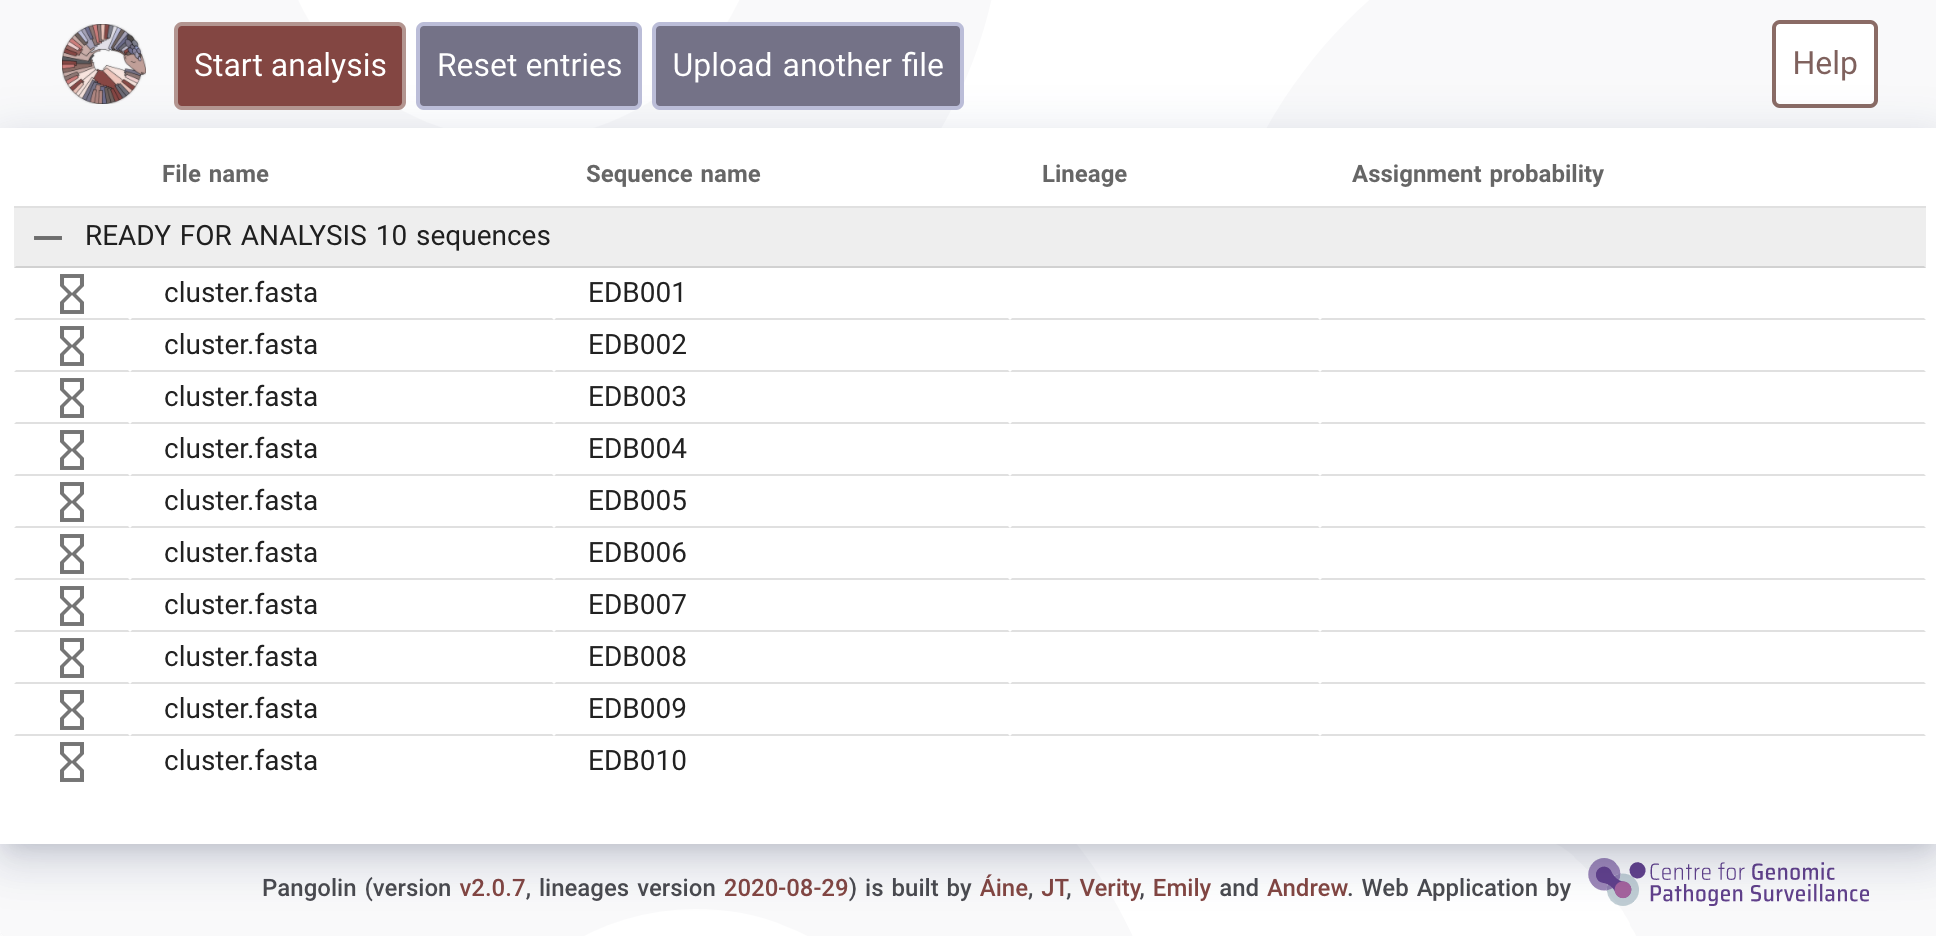 Start analysis Reset entries Upload another file Help
File name Sequence name Lineage Assignment probability
READY FOR ANALYSIS 10 sequences
cluster.fasta EDB001
cluster.fasta EDB002
cluster.fasta EDB003
cluster.fasta EDB004
cluster.fasta EDB005
cluster.fasta EDB006
cluster.fasta EDB007
cluster.fasta EDB008
cluster.fasta EDB009
cluster.fasta EDB010
Pangolin (version v2.0.7, lineages version 2020-08-29) is built by Áine, JT, Verity, Emily and Andrew. Web Application by
Centre for Genomic
Pathogen Surveillance